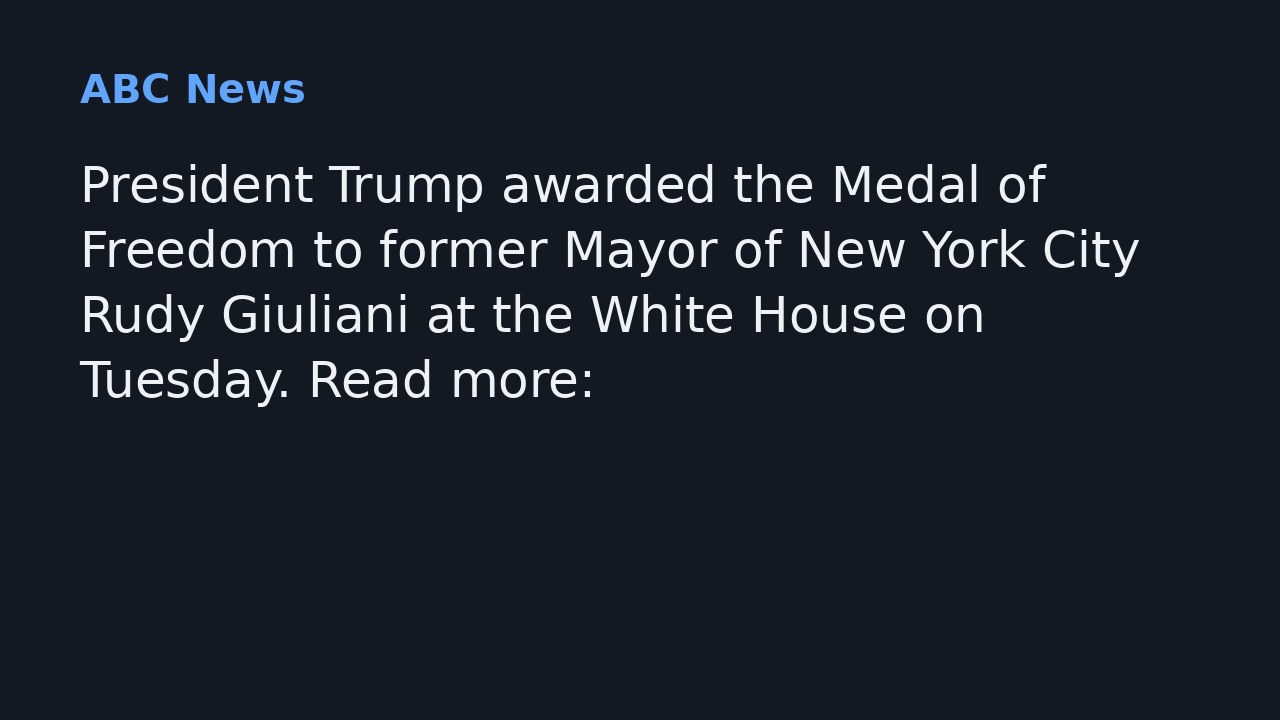 ABC News
President Trump awarded the Medal of
Freedom to former Mayor of New York City
Rudy Giuliani at the White House on
Tuesday. Read more: